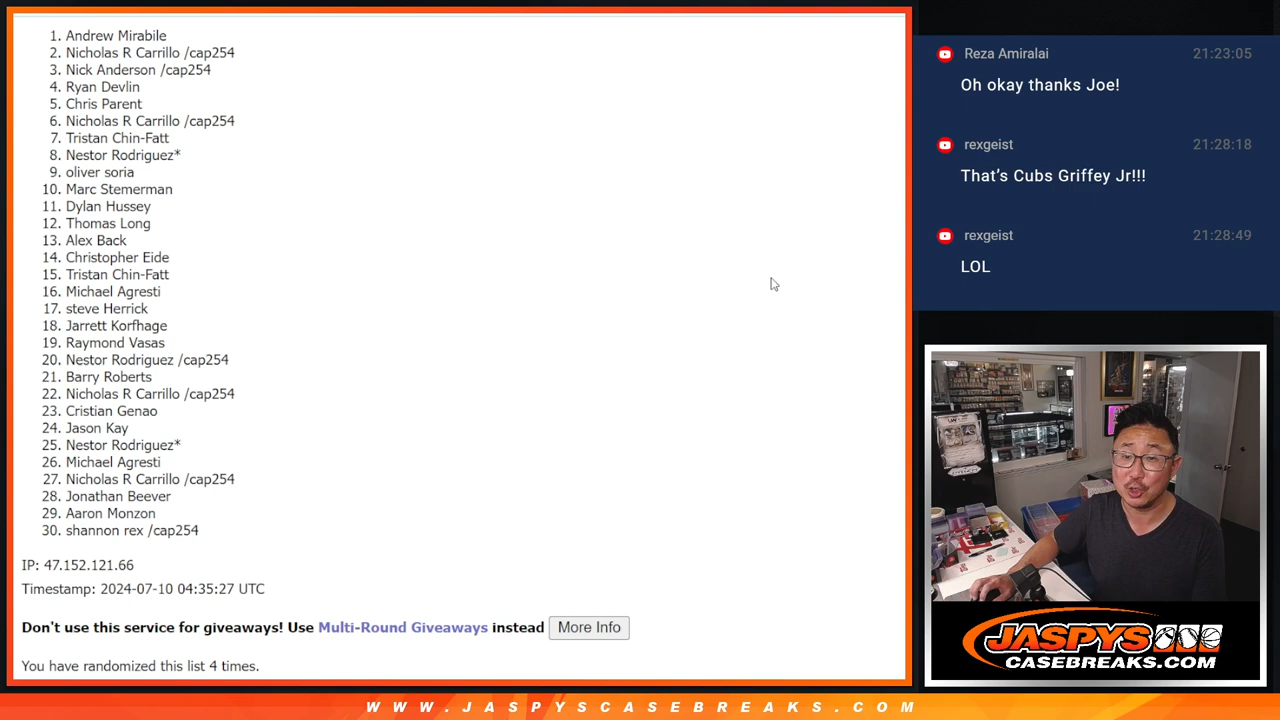 1. Andrew Mirabile
2. Nicholas R Carrillo /cap254
3. Nick Anderson /cap254
4. Ryan Devlin
5. Chris Parent
6. Nicholas R Carrillo /cap254
7. Tristan Chin-Fatt
8. Nestor Rodriguez*
9. oliver soria
10. Marc Stemerman
11. Dylan Hussey
12. Thomas Long
13. Alex Back
14. Christopher Eide
15. Tristan Chin-Fatt
16. Michael Agresti
17. steve Herrick
18. Jarrett Korfhage
19. Raymond Vasas
20. Nestor Rodriguez /cap254
21. Barry Roberts
22. Nicholas R Carrillo /cap254
23. Cristian Genao
24. Jason Kay
25. Nestor Rodriguez*
26. Michael Agresti
27. Nicholas R Carrillo /cap254
28. Jonathan Beever
29. Aaron Monzon
30. shannon rex /cap254
IP: 47.152.121.66
Timestamp: 2024-07-10 04:35:27 UTC
Don't use this service for giveaways! Use Multi-Round Giveaways instead More Info
You have randomized this list 4 times.
Reza Amiralai 21:23:05
Oh okay thanks Joe!
rexgeist 21:28:18
That's Cubs Griffey Jr!!!
rexgeist 21:28:49
LOL
JASPYS
CASEBREAKS.COM
WWW.JASPYSCASEBREAKS.COM